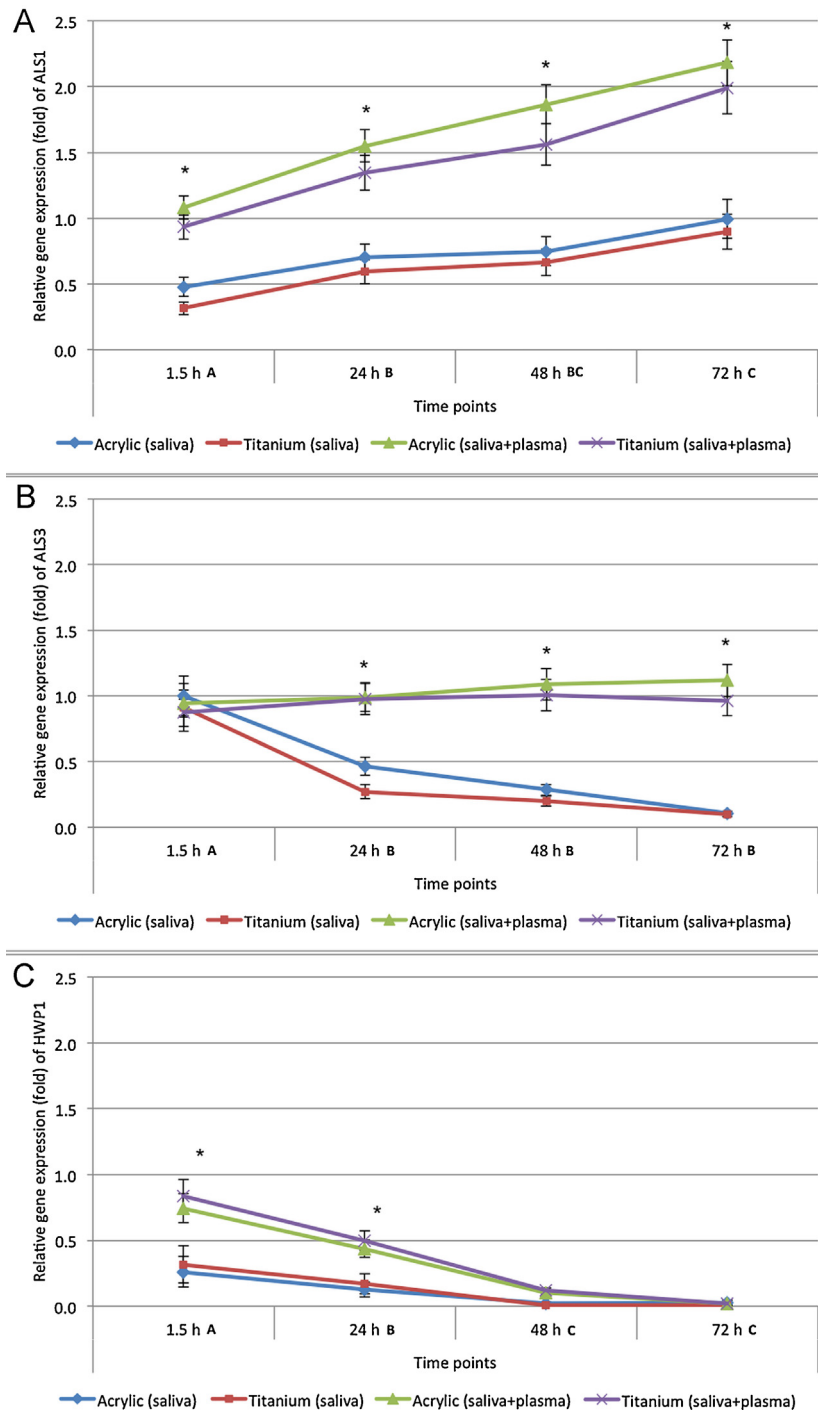 A
Relative gene expression (fold) of ALS1
2.5
2.0
1.5
1.0
0.5
0.0
*
*
*
*
1.5 h A
24 h B
48 h BC
72 h C
Time points
Acrylic (saliva) Titanium (saliva) Acrylic (saliva+plasma) Titanium (saliva+plasma)
B
Relative gene expression (fold) of ALS3
2.5
2.0
1.5
1.0
0.5
0.0
*
*
*
1.5 h A
24 h B
48 h B
72 h B
Time points
Acrylic (saliva) Titanium (saliva) Acrylic (saliva+plasma) Titanium (saliva+plasma)
C
Relative gene expression (fold) of HWP1
2.5
2.0
1.5
1.0
0.5
0.0
*
*
1.5 h A
24 h B
48 h C
72 h C
Time points
Acrylic (saliva) Titanium (saliva) Acrylic (saliva+plasma) Titanium (saliva+plasma)